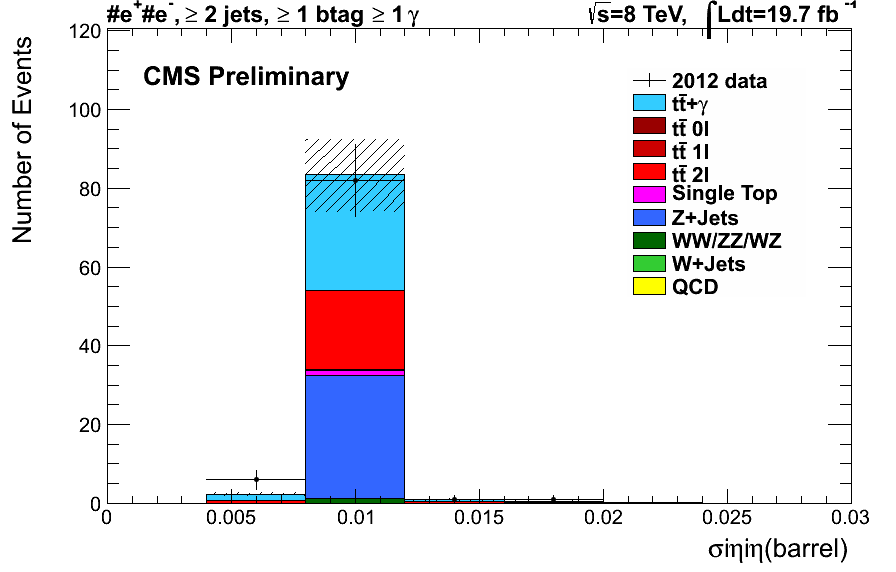 #e⁺#e⁻, ≥ 2 jets, ≥ 1 btag ≥ 1 γ
√s=8 TeV, ∫Ldt=19.7 fb⁻¹
CMS Preliminary
Number of Events
120
100
80
60
40
20
0
2012 data
tt̄+γ
tt̄ 0l
tt̄ 1l
tt̄ 2l
Single Top
Z+Jets
WW/ZZ/WZ
W+Jets
QCD
0 0.005 0.01 0.015 0.02 0.025 0.03
σiηiη(barrel)